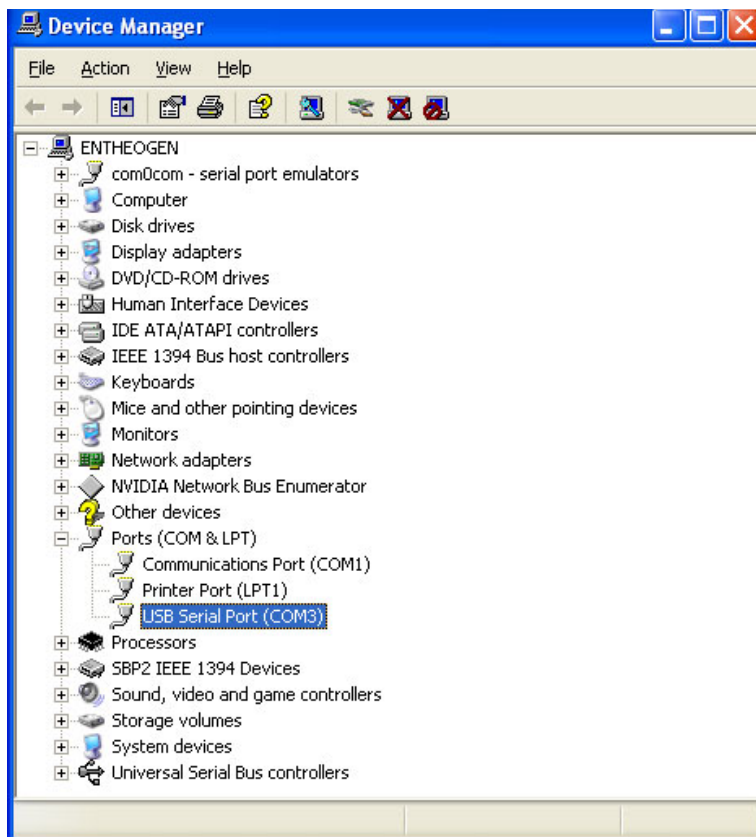 Device Manager
File Action View Help
ENTHEOGEN
com0com - serial port emulators
Computer
Disk drives
Display adapters
DVD/CD-ROM drives
Human Interface Devices
IDE ATA/ATAPI controllers
IEEE 1394 Bus host controllers
Keyboards
Mice and other pointing devices
Monitors
Network adapters
NVIDIA Network Bus Enumerator
Other devices
Ports (COM & LPT)
Communications Port (COM1)
Printer Port (LPT1)
USB Serial Port (COM3)
Processors
SBP2 IEEE 1394 Devices
Sound, video and game controllers
Storage volumes
System devices
Universal Serial Bus controllers